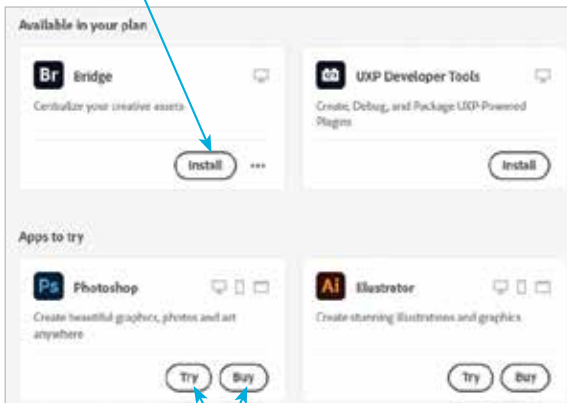 Available in your plan
Br Bridge
Centralize your creative assets
Install
UXP Developer Tools
Create, Debug, and Package UXP-Powered
Plugins
Install
Apps to try
Ps Photoshop
Create beautiful graphics, photos and art
anywhere
Try Buy
Ai Illustrator
Create stunning illustrations and graphics
Try Buy